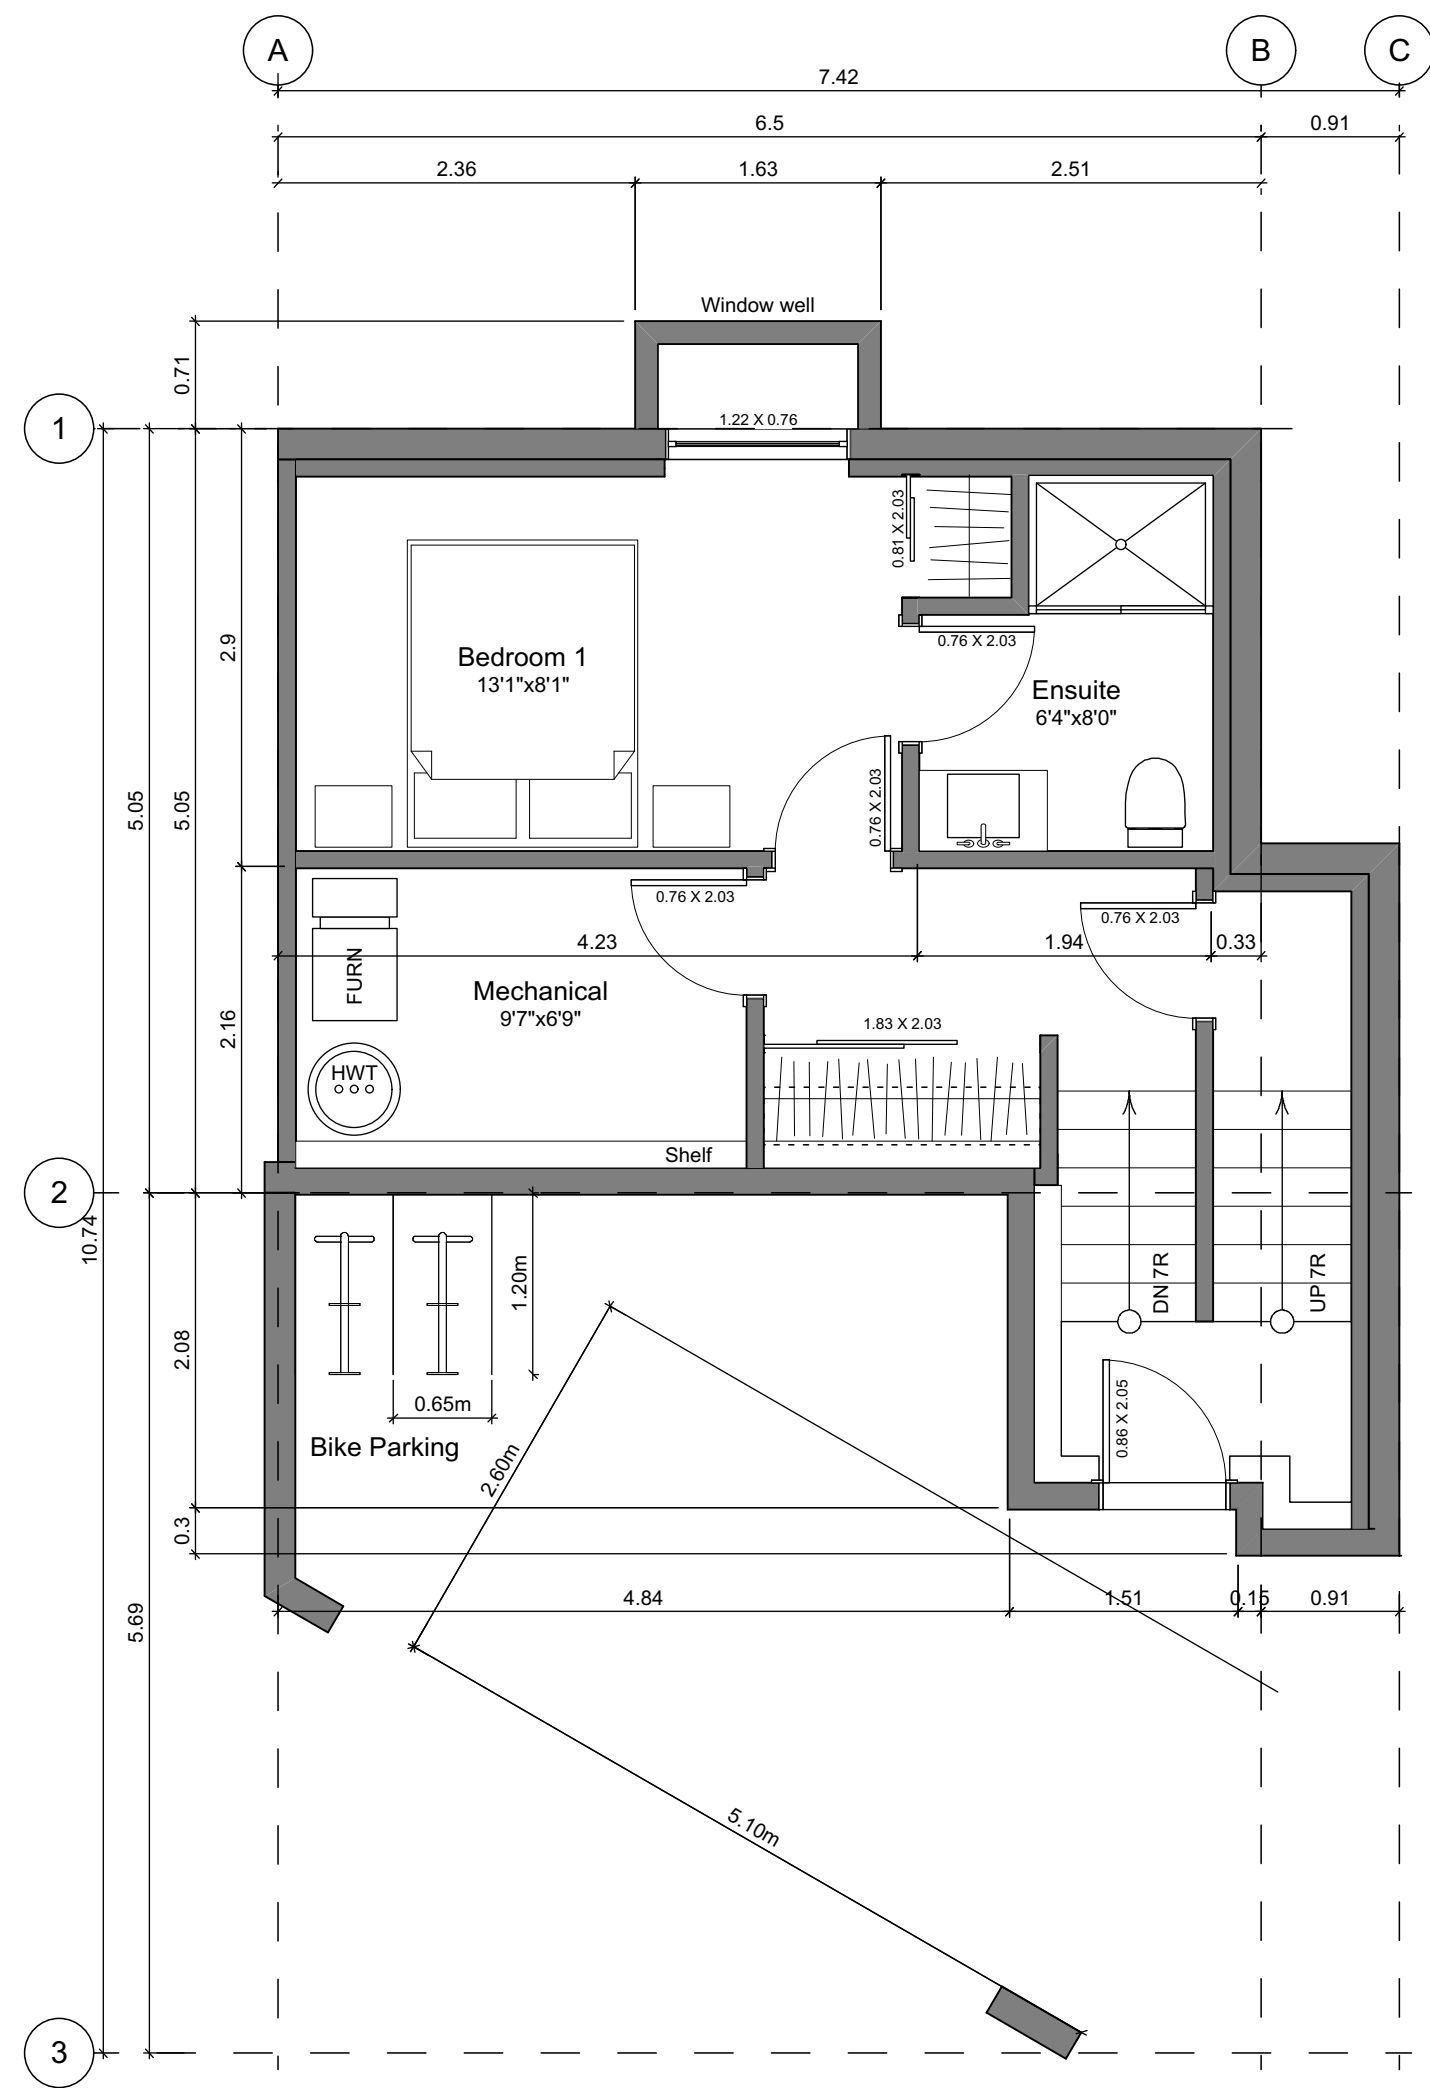 A
B
C
7.42
6.5
0.91
2.36
1.63
2.51
Window well
0.71
1
1.22 X 0.76
0.81 X 2.03
2.9
Bedroom 1
13'1"x8'1"
0.76 X 2.03
Ensuite
6'4"x8'0"
5.05
5.05
0.76 X 2.03
0.76 X 2.03
0.76 X 2.03
4.23
1.94
0.33
FURN
Mechanical
9'7"x6'9"
2.16
1.83 X 2.03
HWT
Shelf
2
10.74
1.20m
DN 7R
UP 7R
2.08
0.65m
0.86 X 2.05
Bike Parking
2.60m
0.3
4.84
1.51
0.15
0.91
5.69
5.10m
3